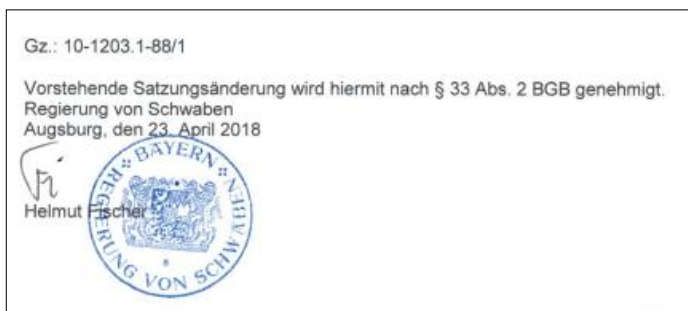 Gz.: 10-1203.1-88/1
Vorstehende Satzungsänderung wird hiermit nach § 33 Abs. 2 BGB genehmigt.
Regierung von Schwaben
Augsburg, den 23. April 2018
Helmut Fischer
BAYERN
REGIERUNG VON SCHWABEN